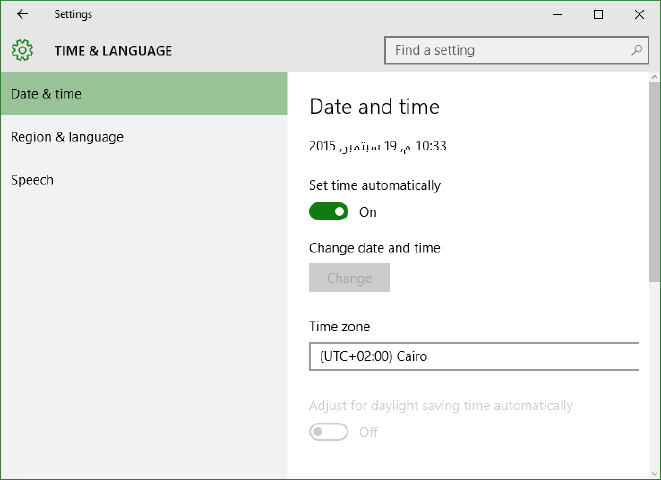 Settings
TIME & LANGUAGE
Find a setting
Date & time
Region & language
Speech
Date and time
10:33 م, 19 سبتمبر, 2015
Set time automatically
On
Change date and time
Change
Time zone
(UTC+02:00) Cairo
Adjust for daylight saving time automatically
Off